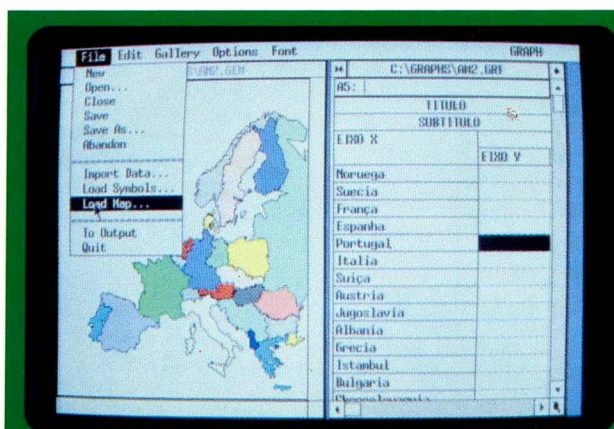 File Edit Gallery Options Font GRAPH
New
Open...
Close
Save
Save As...
Abandon
Import Data...
Load Symbols...
Load Map...
To Output
Quit
C:\GRAPHS\AM2.GRF
A5:
TITULO
SUBTITULO
EIXO X
EIXO Y
Noruega
Suecia
França
Espanha
Portugal
Italia
Suiça
Austria
Jugoslavia
Albania
Grecia
Istambul
Bulgaria